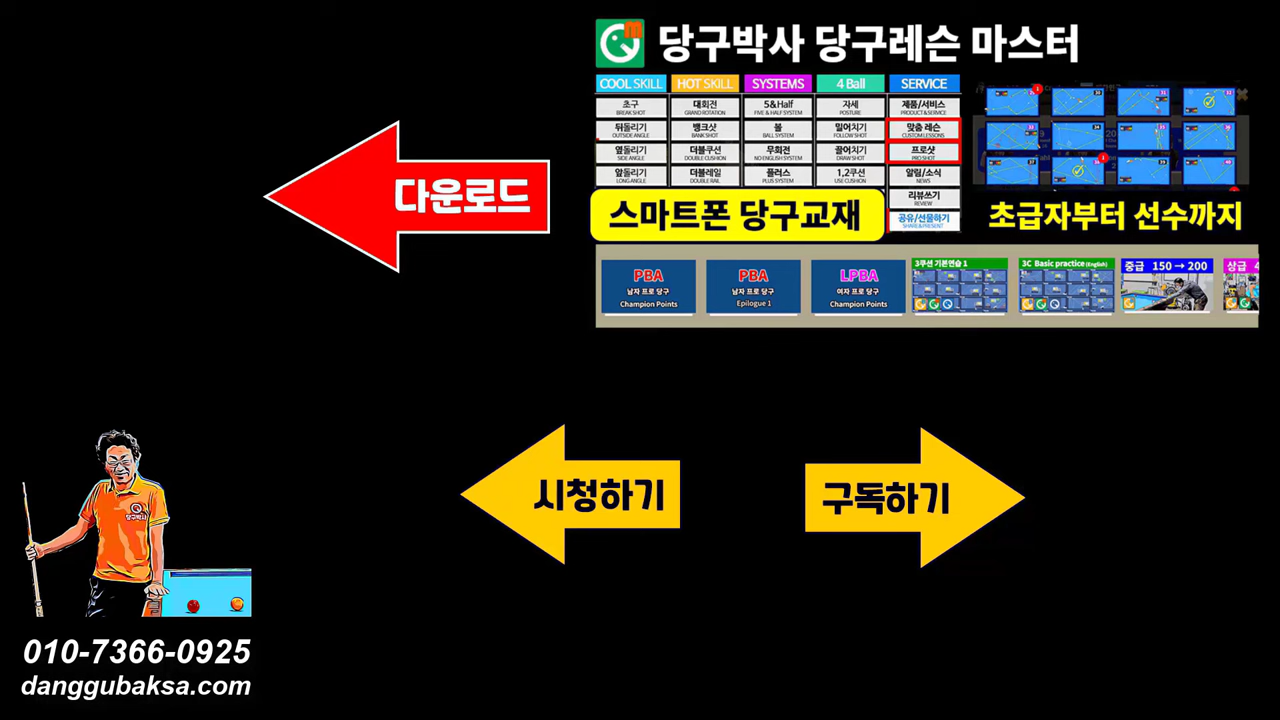 당구박사 당구레슨 마스터
COOL SKILL HOT SKILL SYSTEMS 4 Ball SERVICE
초구 대회전 5&Half 자세 제품/서비스
BREAK SHOT GRAND ROTATION FIVE & HALF SYSTEM POSTURE PRODUCT & SERVICE
뒤돌리기 뱅크샷 볼 밀어치기 맞춤 레슨
OUTSIDE ANGLE BANK SHOT BALL SYSTEM FOLLOW SHOT CUSTOM LESSONS
옆돌리기 더블쿠션 무회전 끌어치기 프로샷
SIDE ANGLE DOUBLE CUSHION NO ENGLISH SYSTEM DRAW SHOT PRO SHOT
앞돌리기 더블레일 플러스 1,2쿠션 알림/소식
LONG ANGLE DOUBLE RAIL PLUS SYSTEM USE CUSHION NEWS
리뷰쓰기
REVIEW
공유/선물하기
SHARE & PRESENT
스마트폰 당구교재
초급자부터 선수까지
다운로드
PBA
남자 프로 당구
Champion Points
PBA
남자 프로 당구
Epilogue 1
LPBA
여자 프로 당구
Champion Points
3쿠션 기본연습 1
3C Basic practice (English)
중급 150 → 200
상급 4
시청하기
구독하기
당구박사
010-7366-0925
danggubaksa.com